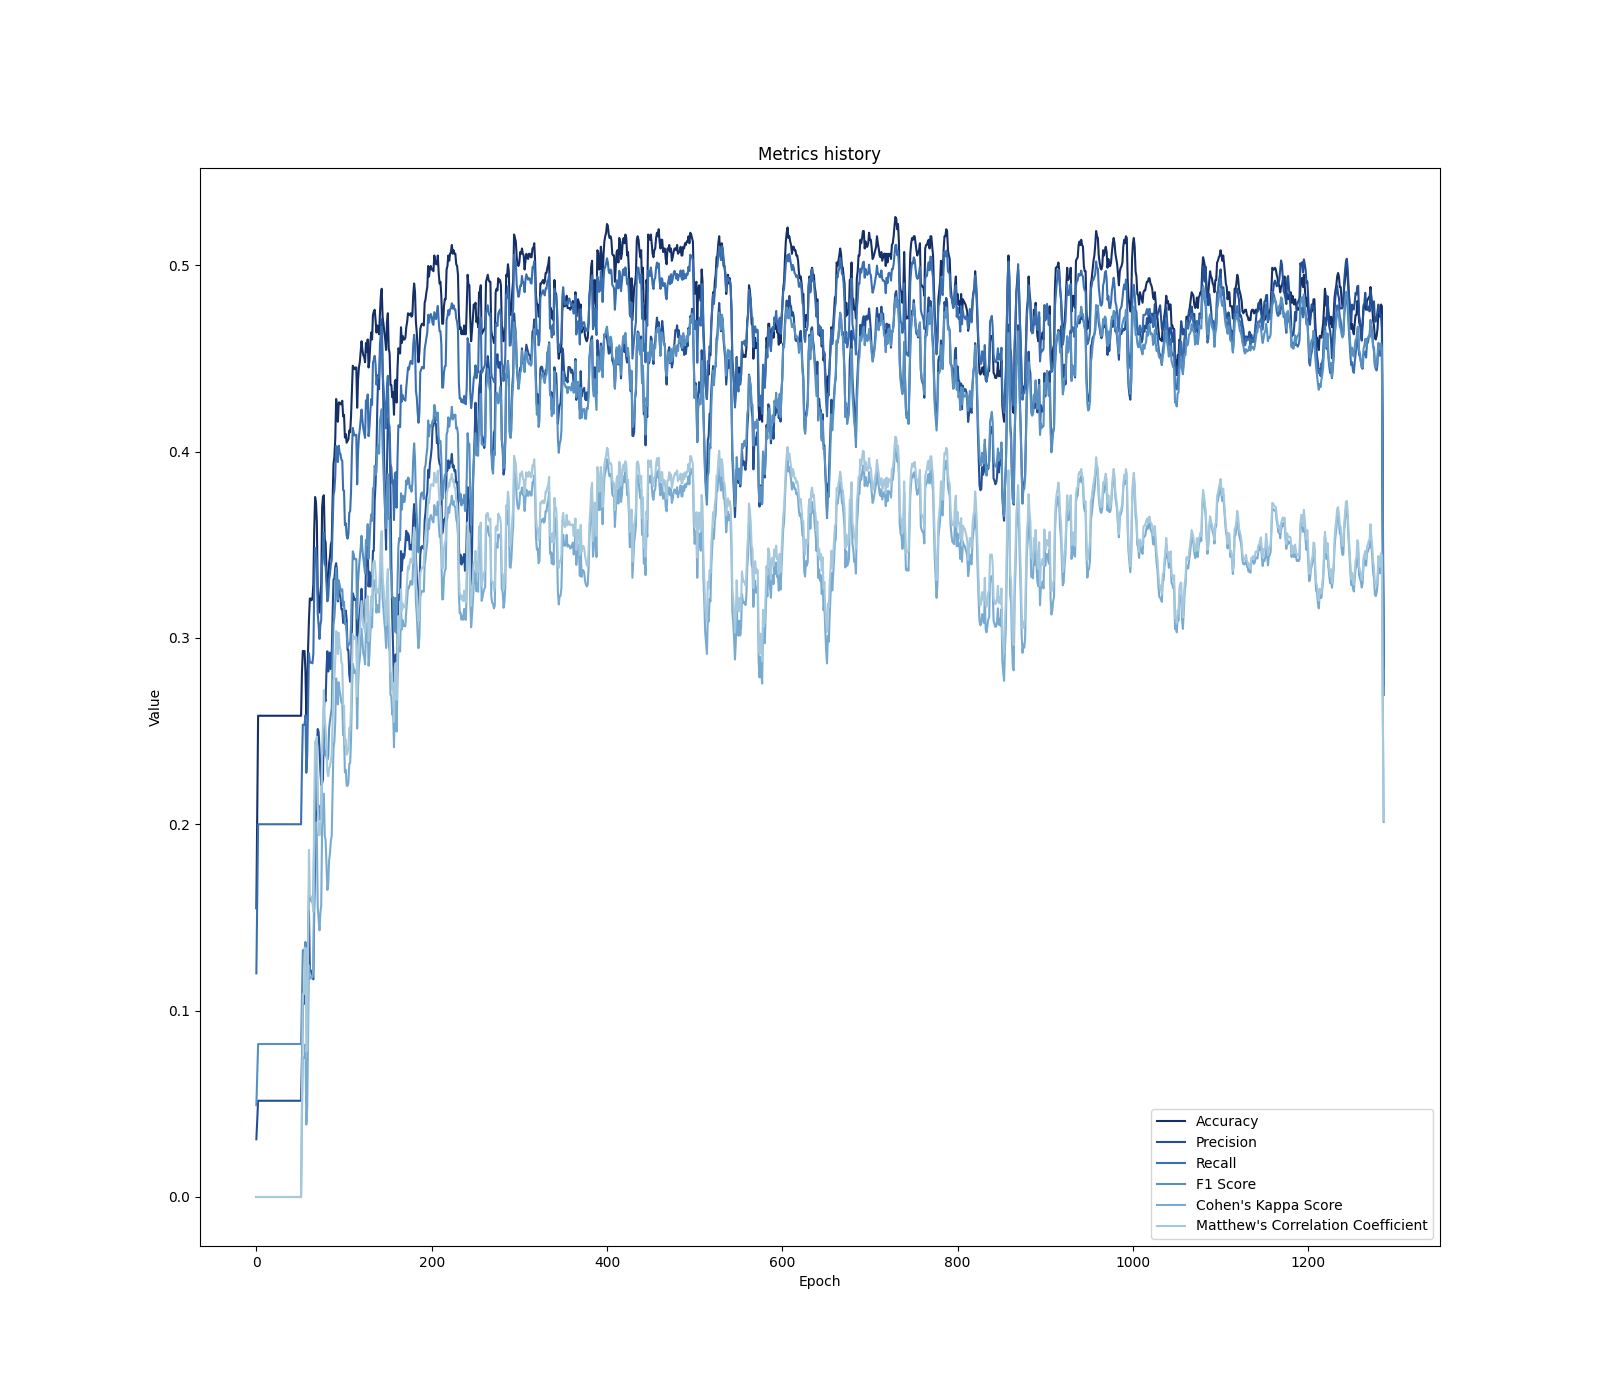 Metrics history
Value
0.5
0.4
0.3
0.2
0.1
0.0
0 200 400 600 800 1000 1200
Epoch
Accuracy
Precision
Recall
F1 Score
Cohen's Kappa Score
Matthew's Correlation Coefficient